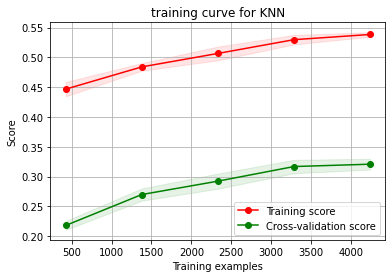 training curve for KNN
Score
0.55
0.50
0.45
0.40
0.35
0.30
0.25
0.20
Training score
Cross-validation score
500 1000 1500 2000 2500 3000 3500 4000
Training examples